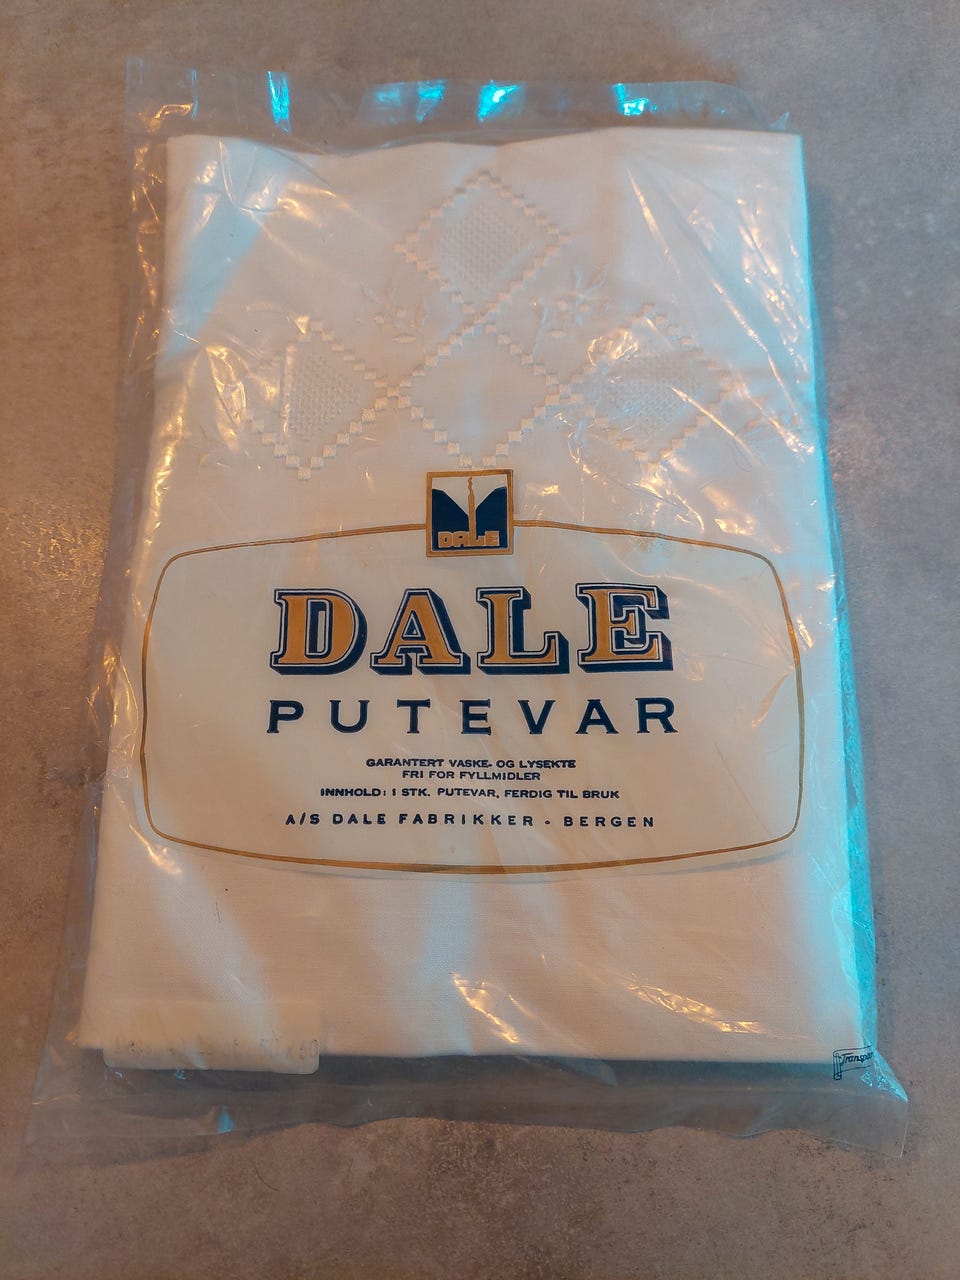 DALE
DALE
PUTEVAR
GARANTERT VASKE- OG LYSEKTE
FRI FOR FYLLMIDLER
INNHOLD: 1 STK. PUTEVAR, FERDIG TIL BRUK
A/S DALE FABRIKKER - BERGEN